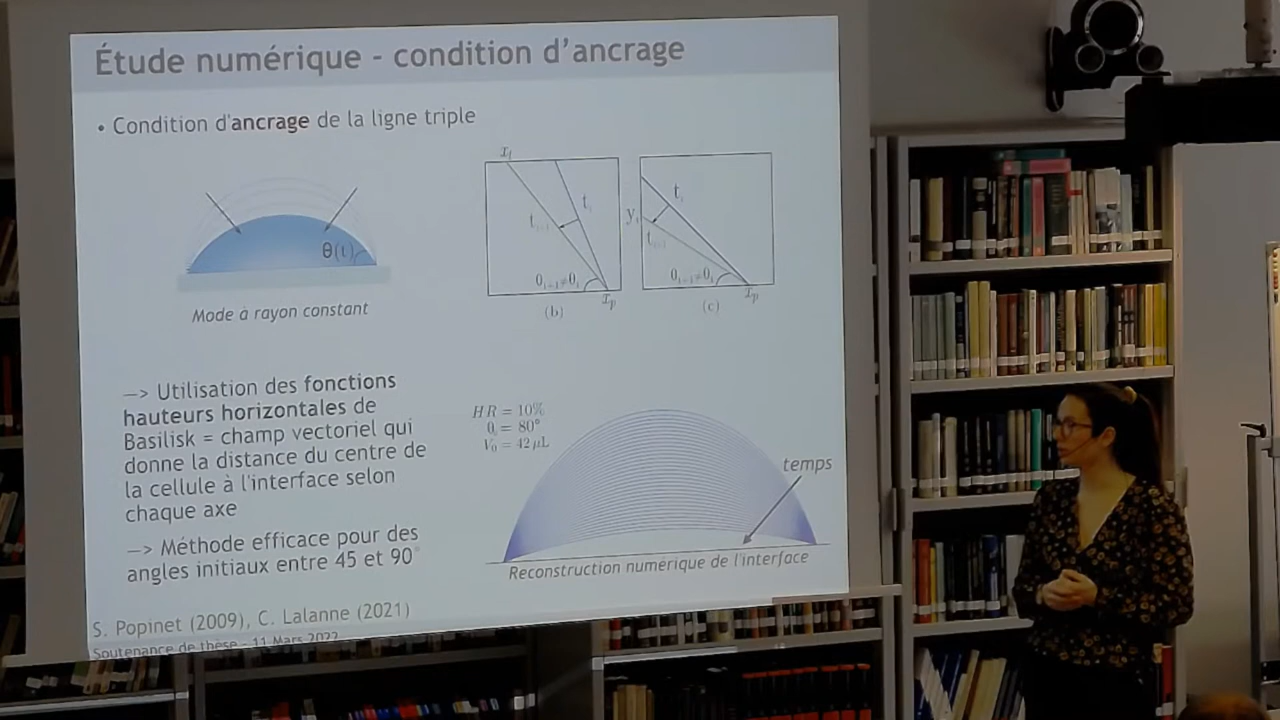 Étude numérique - condition d'ancrage
• Condition d'ancrage de la ligne triple
θ(t)
Mode à rayon constant
(b)
(c)
—> Utilisation des fonctions
hauteurs horizontales de
Basilisk = champ vectoriel qui
donne la distance du centre de
la cellule à l'interface selon
chaque axe
—> Méthode efficace pour des
angles initiaux entre 45 et 90°
HR = 10%
θ = 80°
V₀ = 42 µL
temps
Reconstruction numérique de l'interface
S. Popinet (2009), C. Lalanne (2021)
Soutenance de thèse - 11 Mars 2022